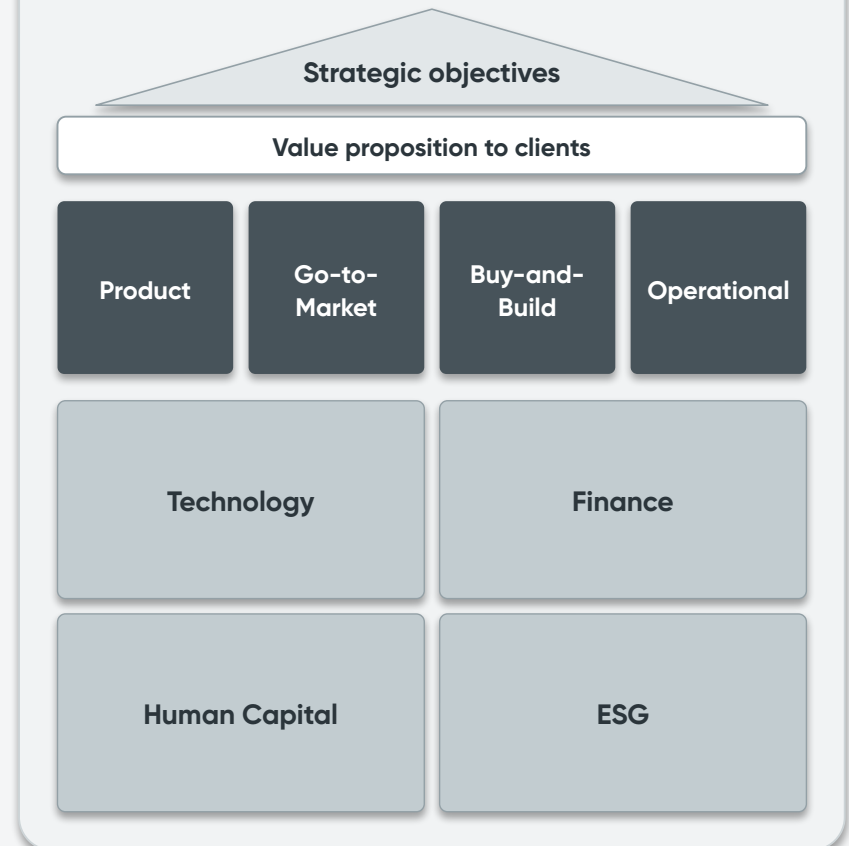 Strategic objectives
Value proposition to clients
Product
Go-to-
Market
Buy-and-
Build
Operational
Technology
Finance
Human Capital
ESG